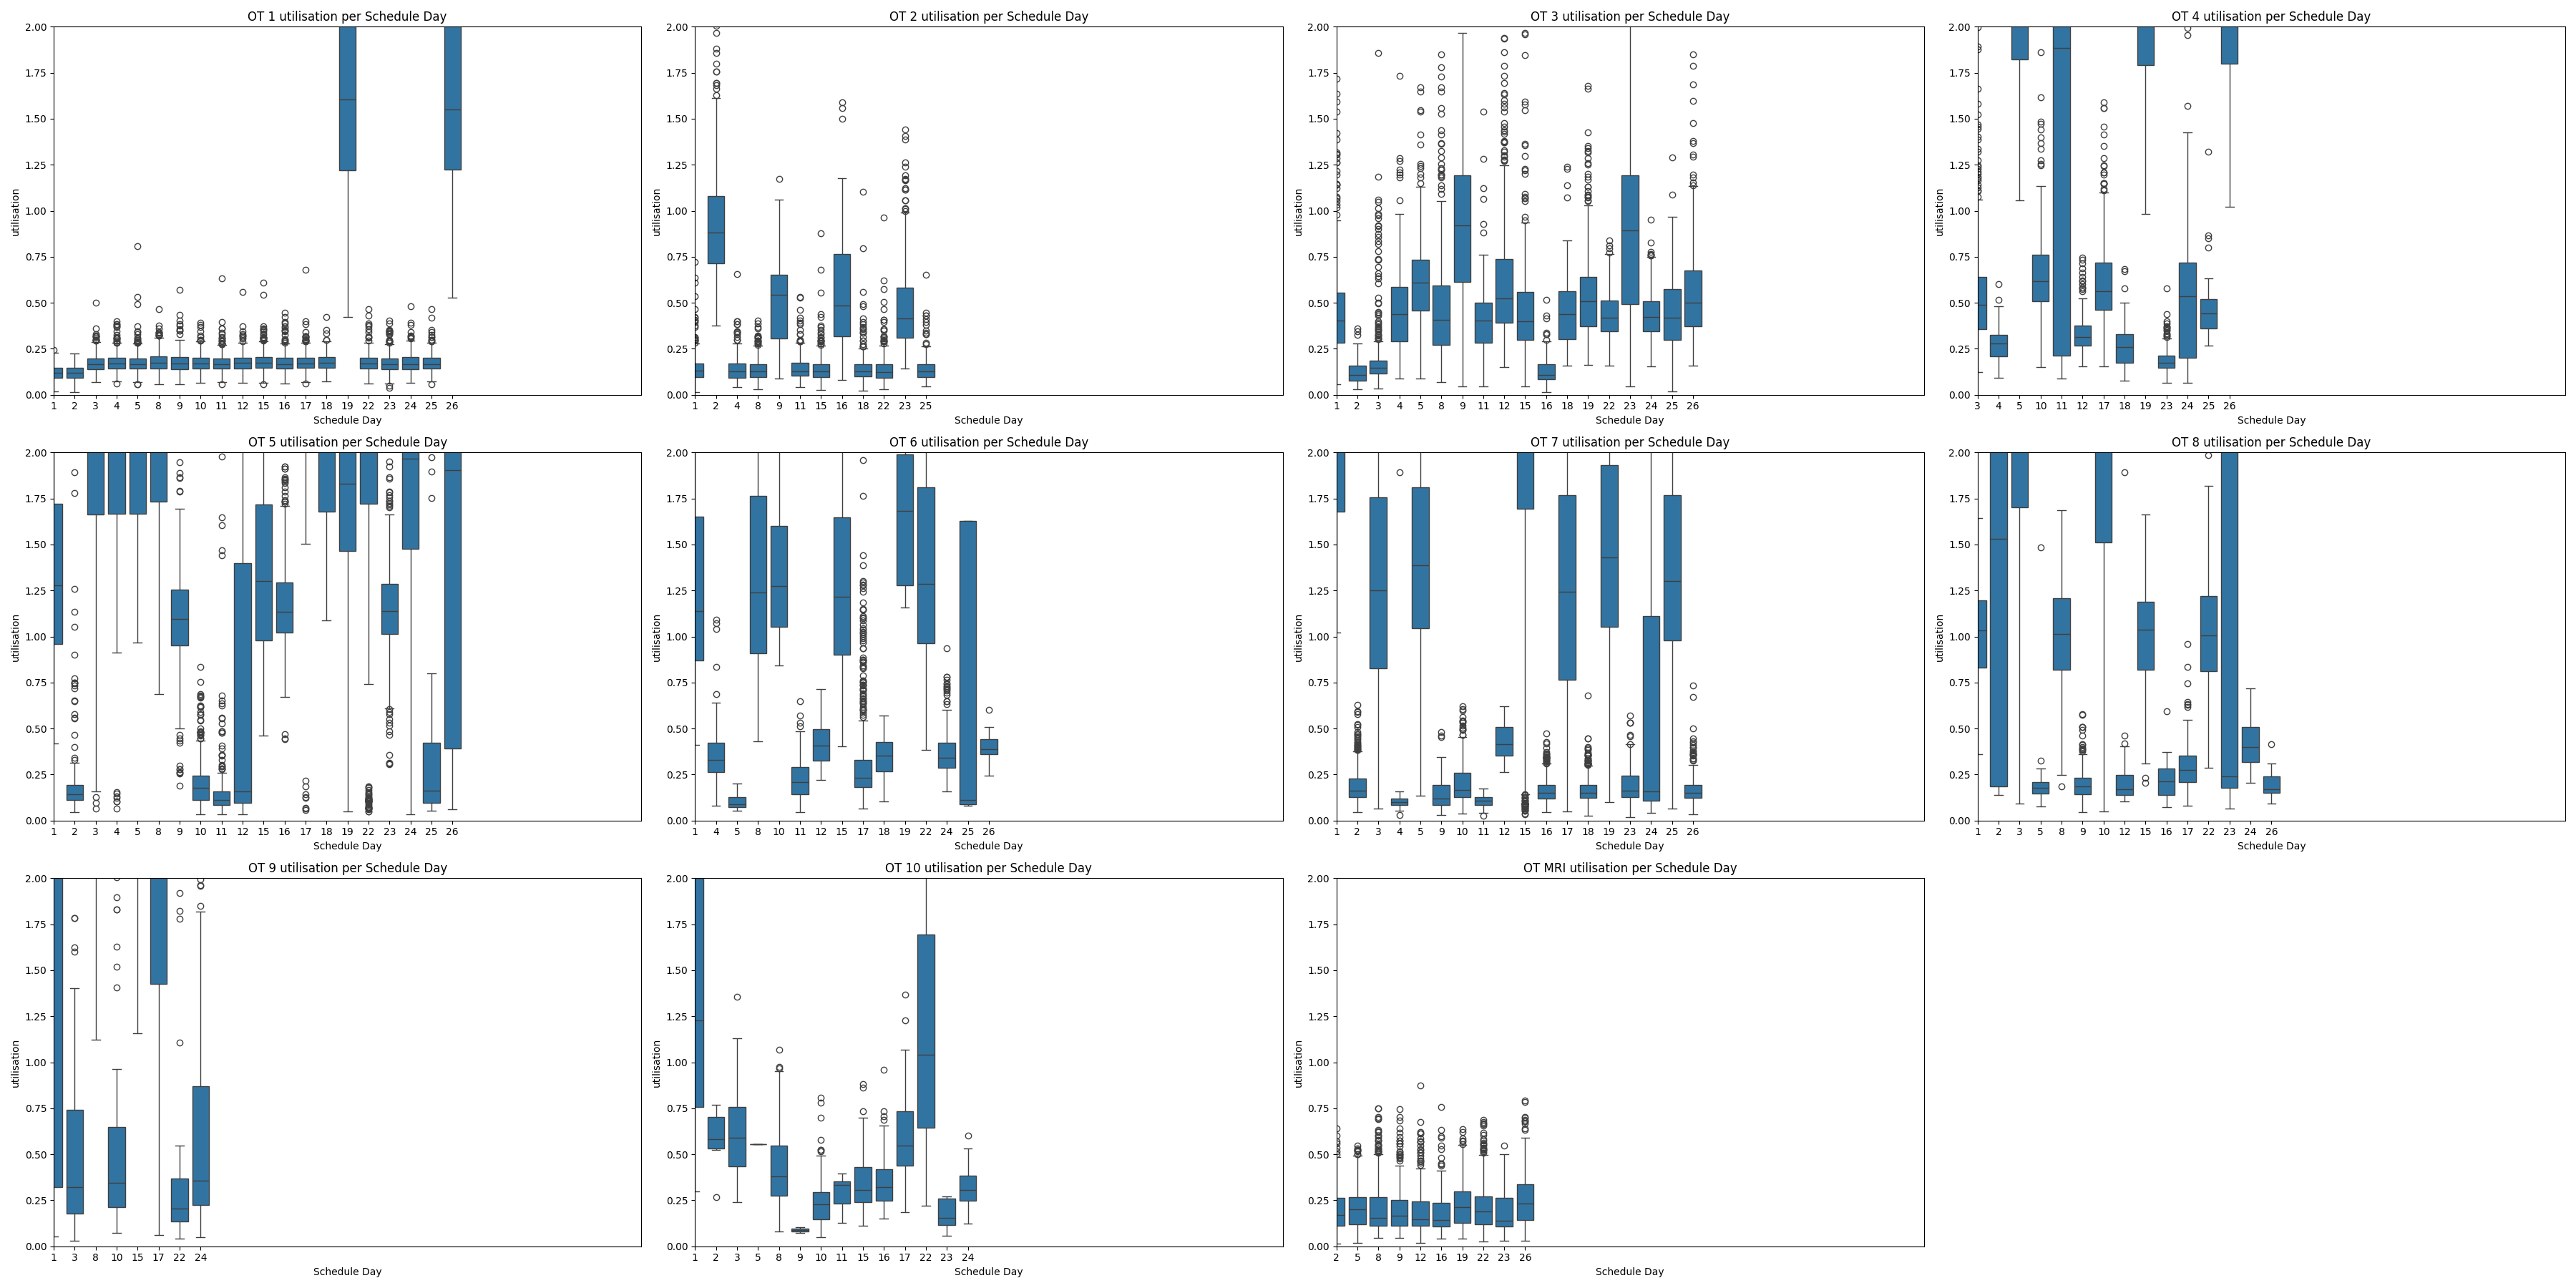 OT 1 utilisation per Schedule Day
2.00
1.75
1.50
1.25
1.00
0.75
0.50
0.25
0.00
utilisation
1 2 3 4 5 8 9 10 11 12 15 16 17 18 19 22 23 24 25 26
Schedule Day
OT 2 utilisation per Schedule Day
2.00
1.75
1.50
1.25
1.00
0.75
0.50
0.25
0.00
utilisation
1 2 4 8 9 11 15 16 18 22 23 25
Schedule Day
OT 3 utilisation per Schedule Day
2.00
1.75
1.50
1.25
1.00
0.75
0.50
0.25
0.00
utilisation
1 2 3 4 5 8 9 11 12 15 16 18 19 22 23 24 25 26
Schedule Day
OT 4 utilisation per Schedule Day
2.00
1.75
1.50
1.25
1.00
0.75
0.50
0.25
0.00
utilisation
3 4 5 10 11 12 17 18 19 23 24 25 26
Schedule Day
OT 5 utilisation per Schedule Day
2.00
1.75
1.50
1.25
1.00
0.75
0.50
0.25
0.00
utilisation
1 2 3 4 5 8 9 10 11 12 15 16 17 18 19 22 23 24 25 26
Schedule Day
OT 6 utilisation per Schedule Day
2.00
1.75
1.50
1.25
1.00
0.75
0.50
0.25
0.00
utilisation
1 4 5 8 10 11 12 15 17 18 19 22 24 25 26
Schedule Day
OT 7 utilisation per Schedule Day
2.00
1.75
1.50
1.25
1.00
0.75
0.50
0.25
0.00
utilisation
1 2 3 4 5 9 10 11 12 15 16 17 18 19 23 24 25 26
Schedule Day
OT 8 utilisation per Schedule Day
2.00
1.75
1.50
1.25
1.00
0.75
0.50
0.25
0.00
utilisation
1 2 3 5 8 9 10 12 15 16 17 22 23 24 26
Schedule Day
OT 9 utilisation per Schedule Day
2.00
1.75
1.50
1.25
1.00
0.75
0.50
0.25
0.00
utilisation
1 3 8 10 15 17 22 24
Schedule Day
OT 10 utilisation per Schedule Day
2.00
1.75
1.50
1.25
1.00
0.75
0.50
0.25
0.00
utilisation
1 2 3 5 8 9 10 11 15 16 17 22 23 24
Schedule Day
OT MRI utilisation per Schedule Day
2.00
1.75
1.50
1.25
1.00
0.75
0.50
0.25
0.00
utilisation
2 5 8 9 12 16 19 22 23 26
Schedule Day